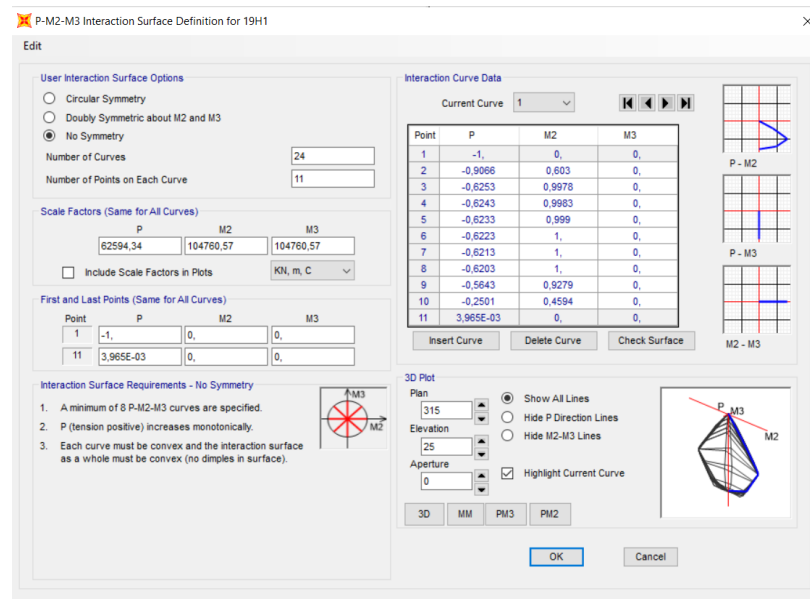 P-M2-M3 Interaction Surface Definition for 19H1
Edit
User Interaction Surface Options
Circular Symmetry
Doubly Symmetric about M2 and M3
No Symmetry
Number of Curves 24
Number of Points on Each Curve 11
Scale Factors (Same for All Curves)
P M2 M3
62594,34 104760,57 104760,57
Include Scale Factors in Plots KN, m, C
First and Last Points (Same for All Curves)
Point P M2 M3
1 -1, 0, 0,
11 3,965E-03 0, 0,
Interaction Surface Requirements - No Symmetry
1. A minimum of 8 P-M2-M3 curves are specified.
2. P (tension positive) increases monotonically.
3. Each curve must be convex and the interaction surface
as a whole must be convex (no dimples in surface).
M3
M2
Interaction Curve Data
Current Curve 1
Point P M2 M3
1 -1, 0, 0,
2 -0,9066 0,603 0,
3 -0,6253 0,9978 0,
4 -0,6243 0,9983 0,
5 -0,6233 0,999 0,
6 -0,6223 1, 0,
7 -0,6213 1, 0,
8 -0,6203 1, 0,
9 -0,5643 0,9279 0,
10 -0,2501 0,4594 0,
11 3,965E-03 0, 0,
Insert Curve Delete Curve Check Surface
P - M2
P - M3
M2 - M3
3D Plot
Plan
315
Elevation
25
Aperture
0
Show All Lines
Hide P Direction Lines
Hide M2-M3 Lines
Highlight Current Curve
3D MM PM3 PM2
P M3
M2
OK Cancel